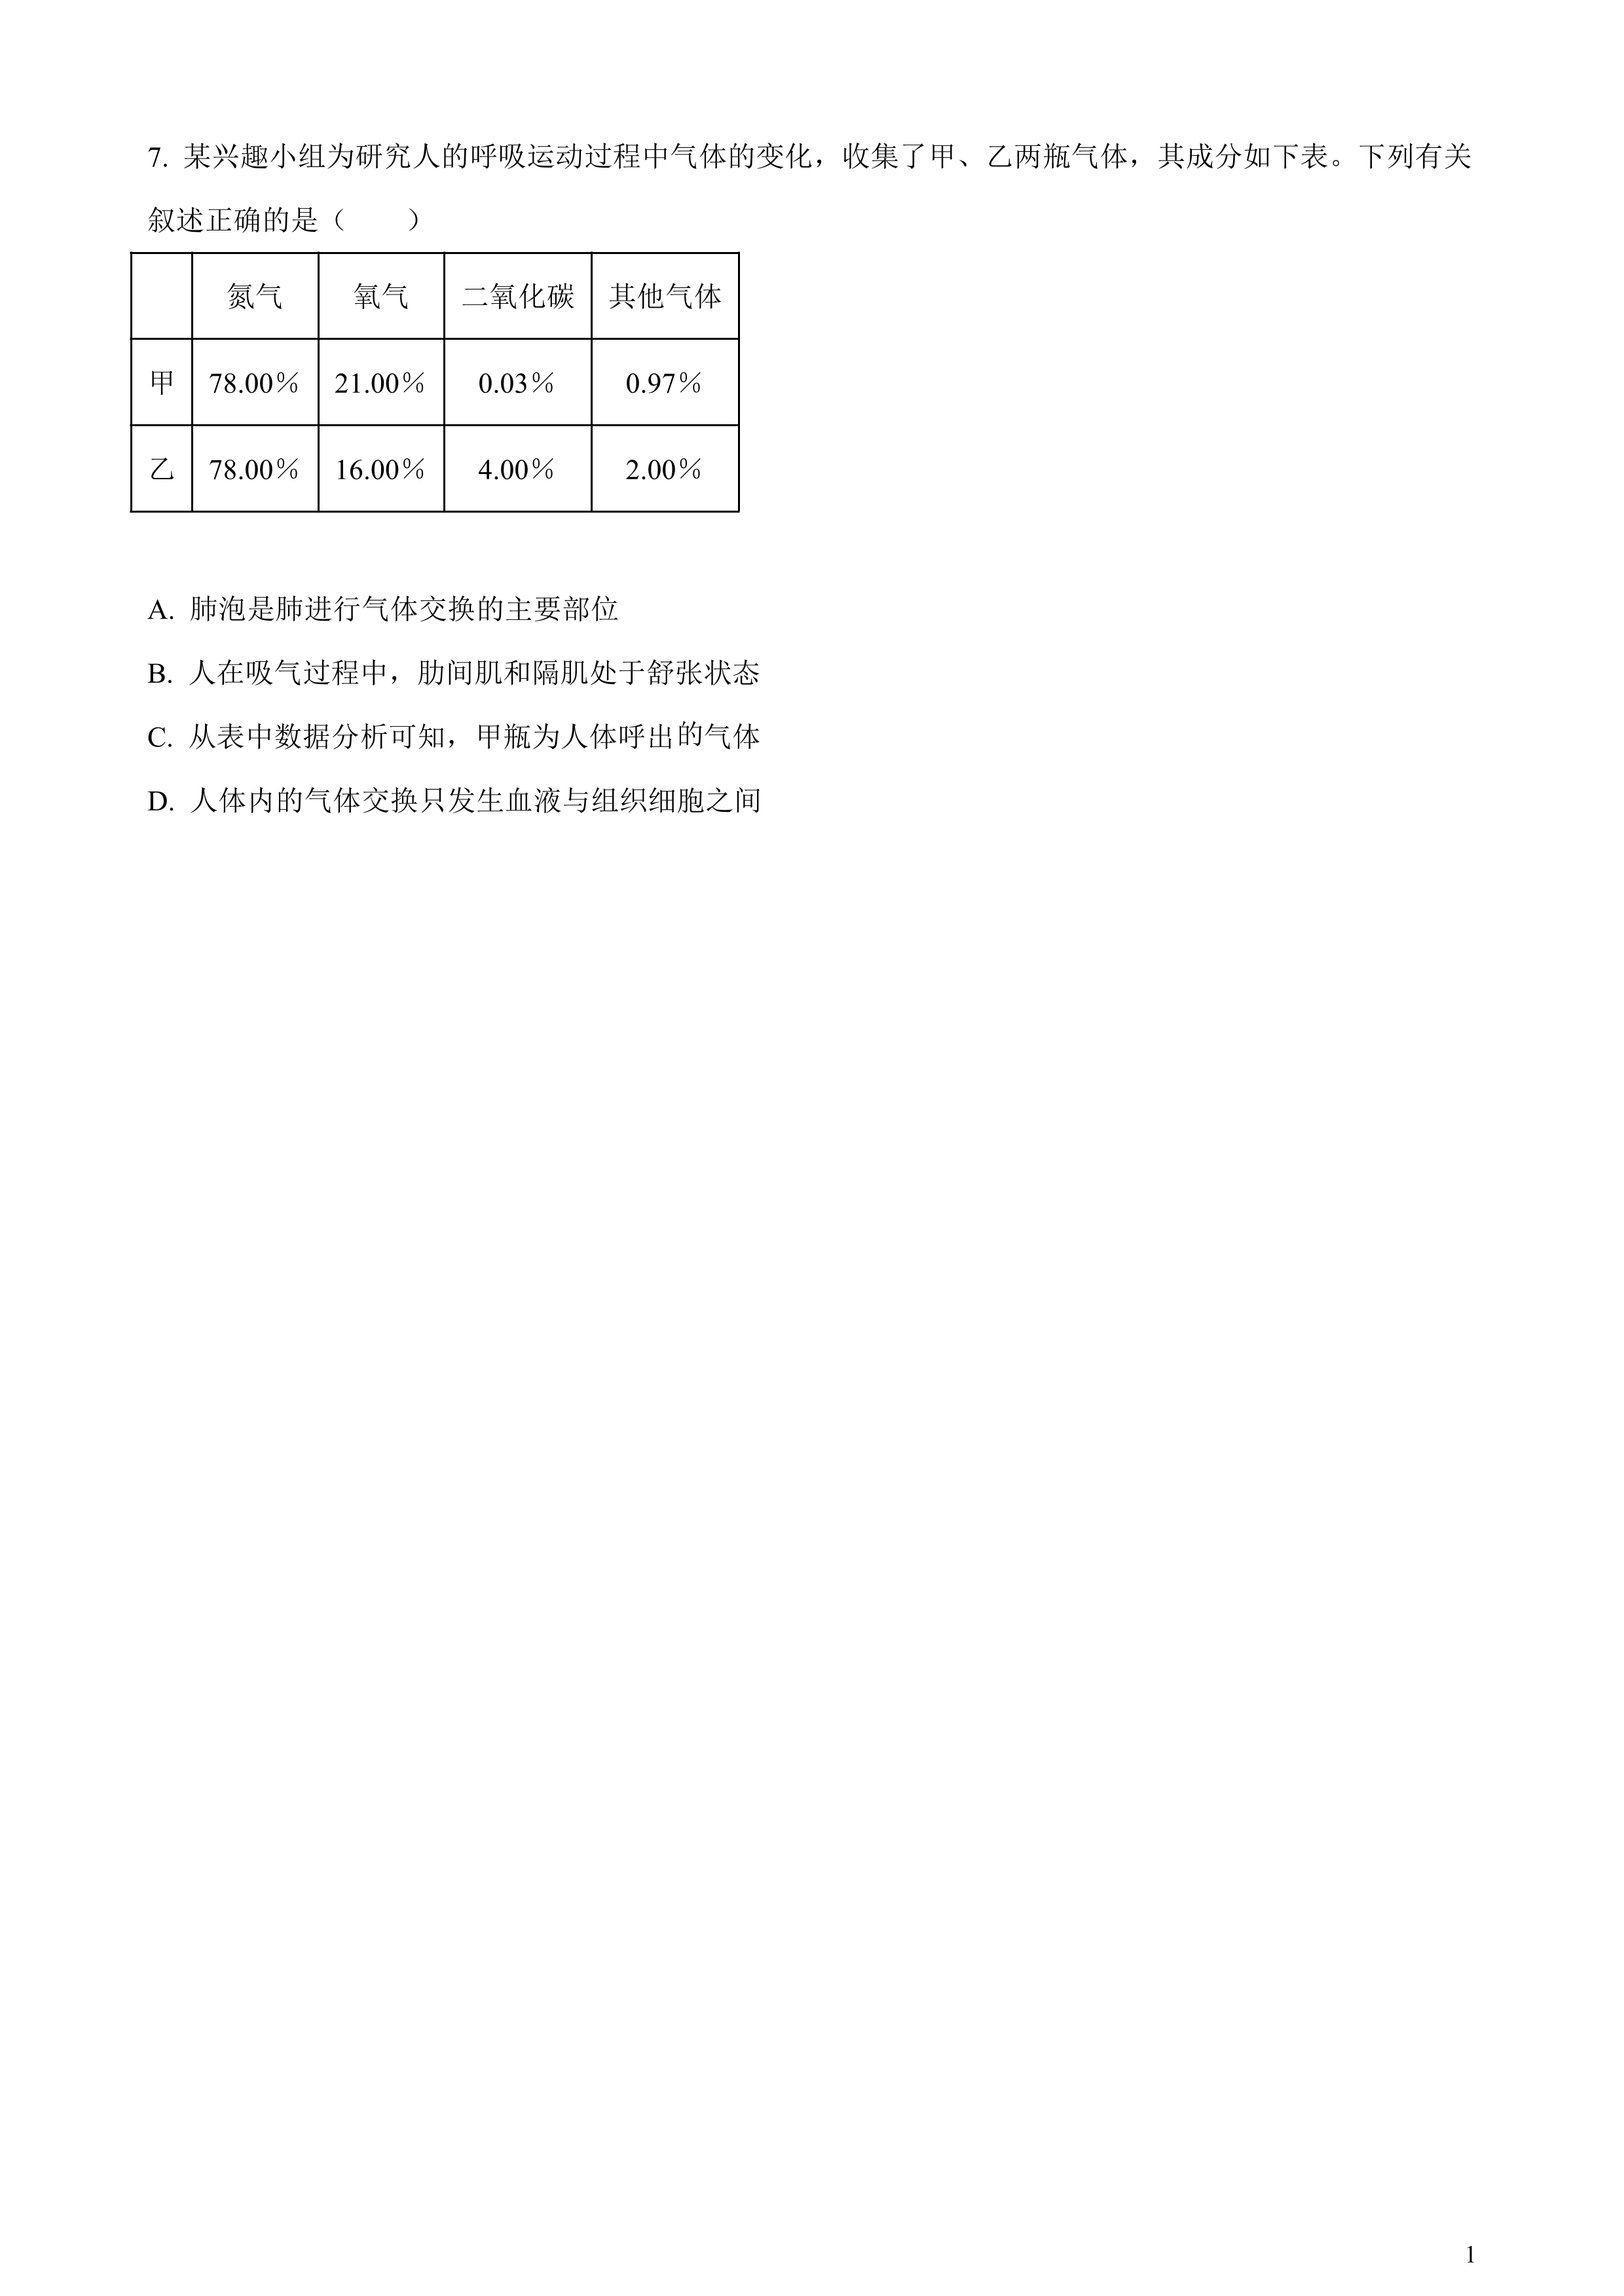 7. 某兴趣小组为研究人的呼吸运动过程中气体的变化，收集了甲、乙两瓶气体，其成分如下表。下列有关
叙述正确的是（　　）
氮气 氧气 二氧化碳 其他气体
甲 78.00% 21.00% 0.03% 0.97%
乙 78.00% 16.00% 4.00% 2.00%
A. 肺泡是肺进行气体交换的主要部位
B. 人在吸气过程中，肋间肌和隔肌处于舒张状态
C. 从表中数据分析可知，甲瓶为人体呼出的气体
D. 人体内的气体交换只发生血液与组织细胞之间
1